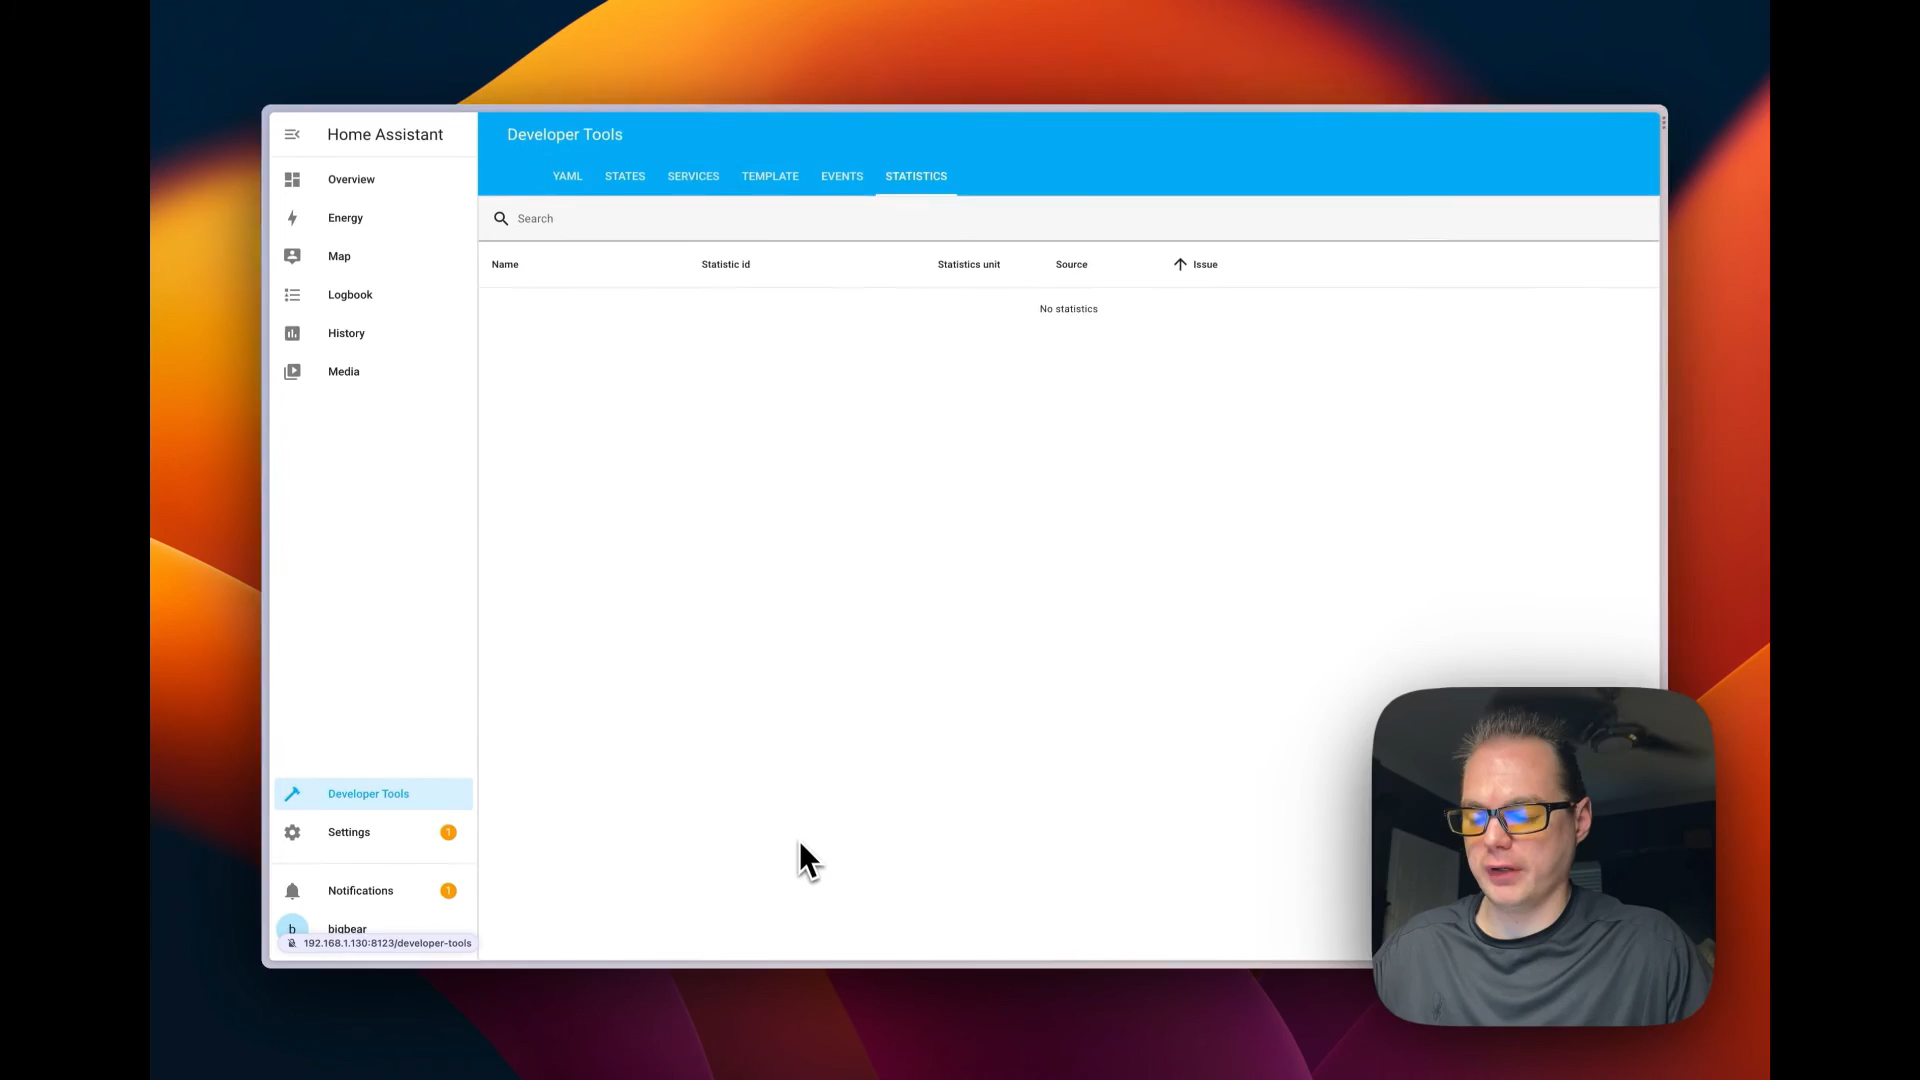 Home Assistant
Developer Tools
YAML STATES SERVICES TEMPLATE EVENTS STATISTICS
Search
Name Statistic id Statistics unit Source Issue
No statistics
Overview
Energy
Map
Logbook
History
Media
Developer Tools
Settings 1
Notifications 1
b bigbear
192.168.1.130:8123/developer-tools